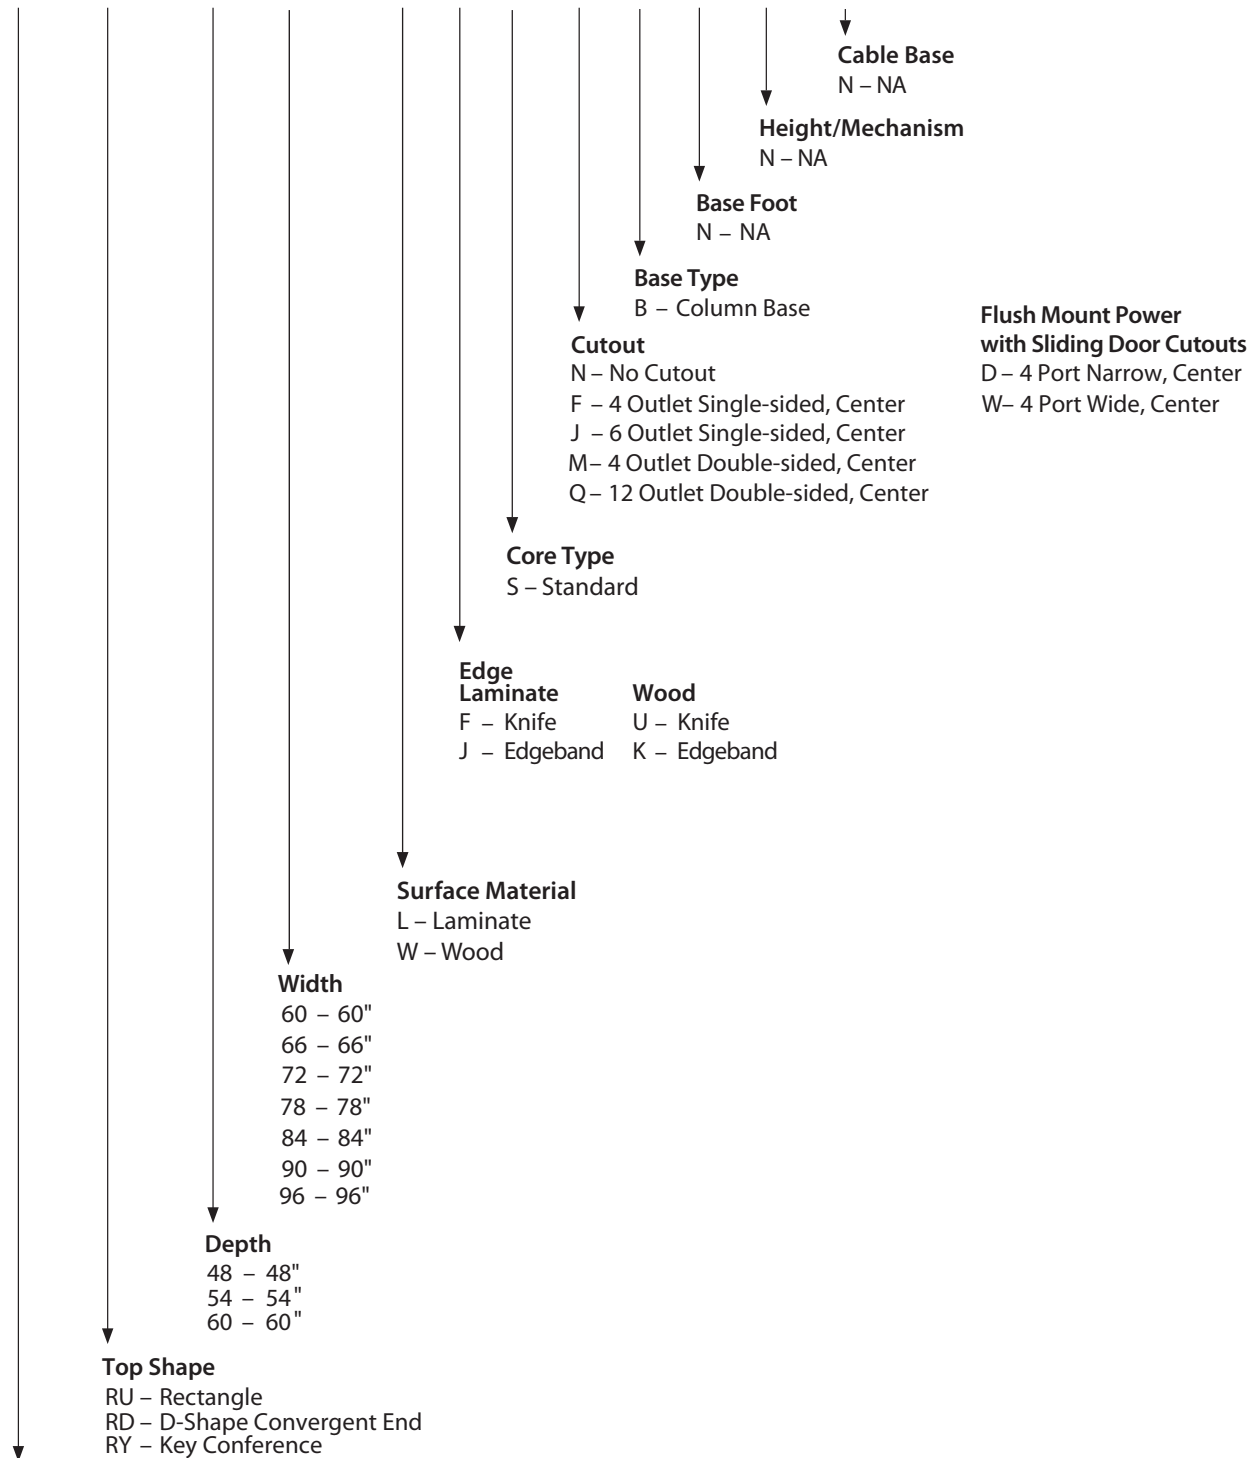 Cable Base
N – NA
Height/Mechanism
N – NA
Base Foot
N – NA
Base Type
B – Column Base
Cutout
N – No Cutout
F – 4 Outlet Single-sided, Center
J – 6 Outlet Single-sided, Center
M– 4 Outlet Double-sided, Center
Q – 12 Outlet Double-sided, Center
Flush Mount Power
with Sliding Door Cutouts
D – 4 Port Narrow, Center
W– 4 Port Wide, Center
Core Type
S – Standard
Edge
Laminate
F – Knife
J – Edgeband
Wood
U – Knife
K – Edgeband
Surface Material
L – Laminate
W – Wood
Width
60 – 60"
66 – 66"
72 – 72"
78 – 78"
84 – 84"
90 – 90"
96 – 96"
Depth
48 – 48"
54 – 54"
60 – 60"
Top Shape
RU – Rectangle
RD – D-Shape Convergent End
RY – Key Conference